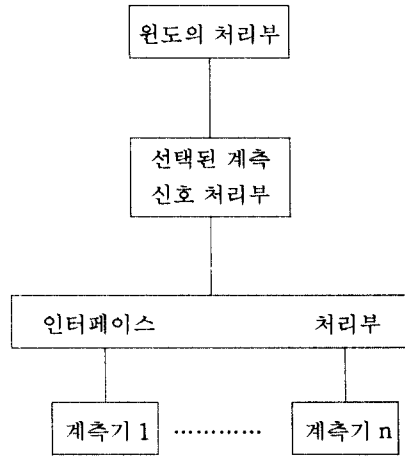 윈도의 처리부
선택된 계측
신호 처리부
인터페이스 처리부
계측기 1 ………… 계측기 n